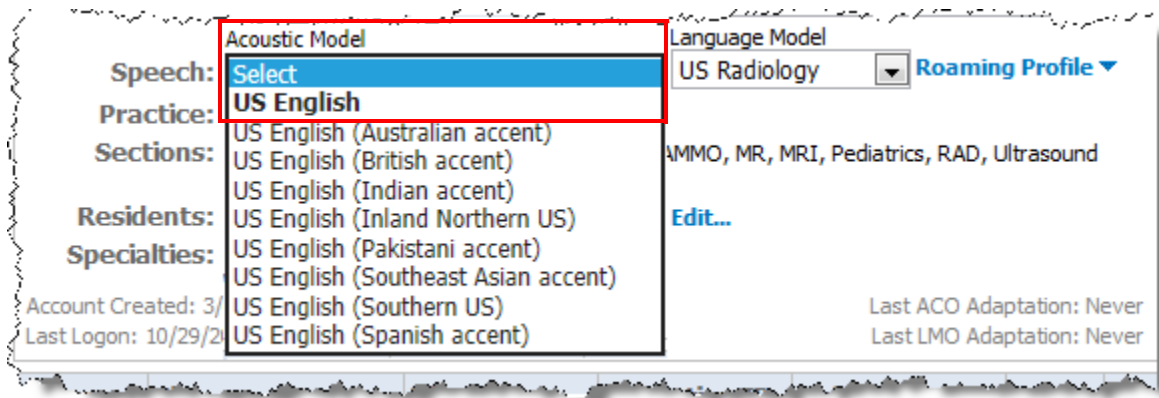 Acoustic Model Language Model
Speech: Select US Radiology Roaming Profile
US English
Practice:
US English (Australian accent)
Sections: US English (British accent) AMMO, MR, MRI, Pediatrics, RAD, Ultrasound
US English (Indian accent)
Residents: US English (Inland Northern US) Edit...
US English (Pakistani accent)
Specialties:
US English (Southeast Asian accent)
Account Created: 3/ US English (Southern US) Last ACO Adaptation: Never
Last Logon: 10/29/2 US English (Spanish accent) Last LMO Adaptation: Never